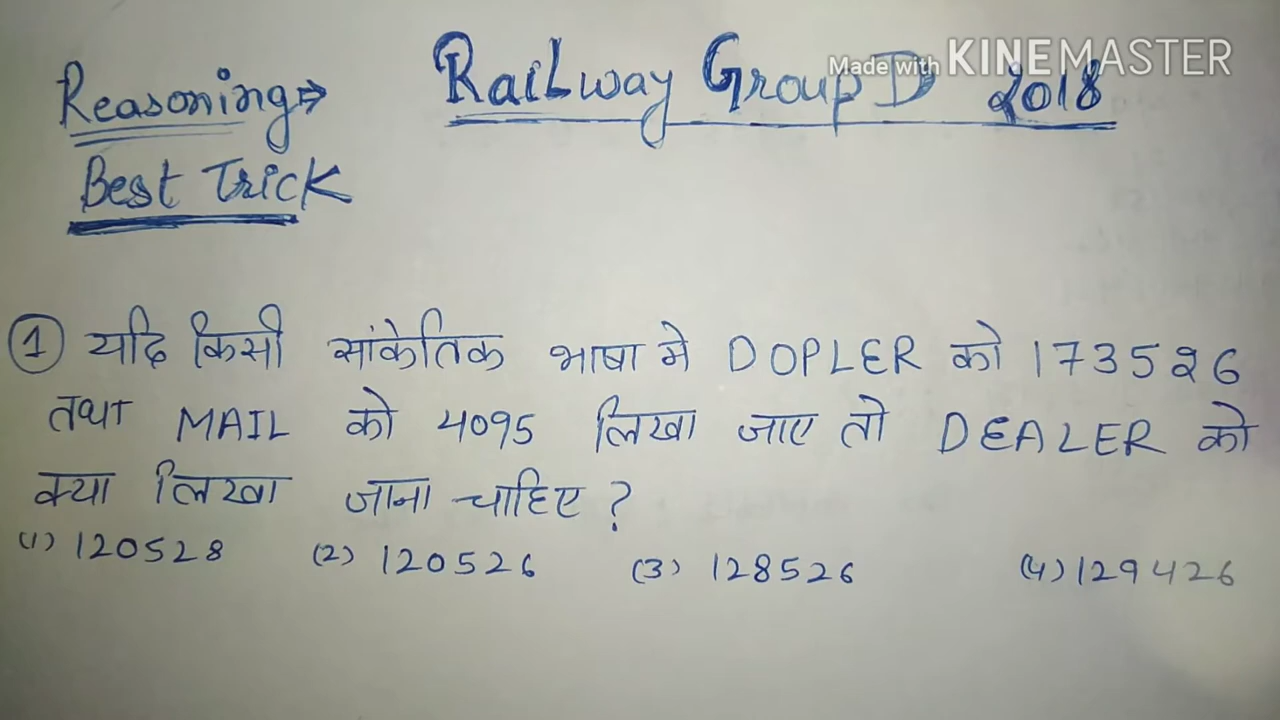 Made with KINEMASTER
Reasoning⇒ RaiLway Group D 2018
Best Trick
① यदि किसी सांकेतिक भाषा मे DOPLER को 173526
तथा MAIL को 4095 लिखा जाए तो DEALER को
क्या लिखा जाना चाहिए ?
(1) 120528 (2) 120526 (3) 128526 (4) 129426